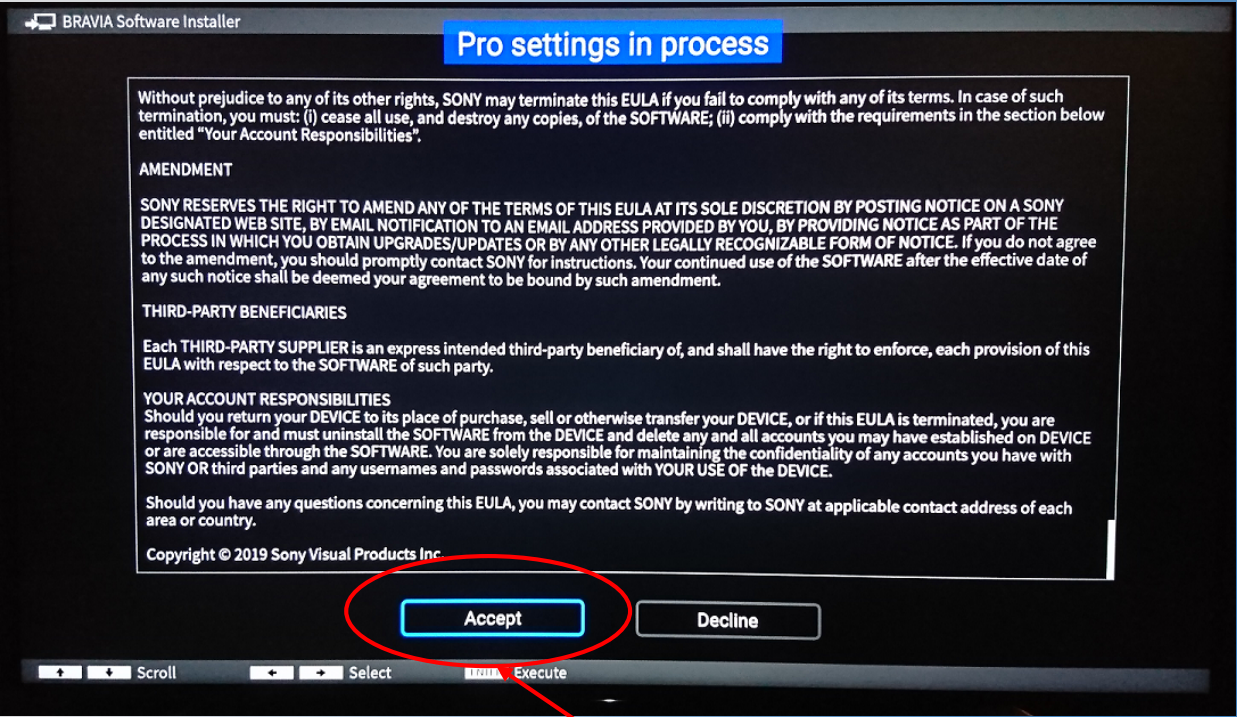 BRAVIA Software Installer
Pro settings in process
Without prejudice to any of its other rights, SONY may terminate this EULA if you fail to comply with any of its terms. In case of such
termination, you must: (i) cease all use, and destroy any copies, of the SOFTWARE; (ii) comply with the requirements in the section below
entitled "Your Account Responsibilities".
AMENDMENT
SONY RESERVES THE RIGHT TO AMEND ANY OF THE TERMS OF THIS EULA AT ITS SOLE DISCRETION BY POSTING NOTICE ON A SONY
DESIGNATED WEB SITE, BY EMAIL NOTIFICATION TO AN EMAIL ADDRESS PROVIDED BY YOU, BY PROVIDING NOTICE AS PART OF THE
PROCESS IN WHICH YOU OBTAIN UPGRADES/UPDATES OR BY ANY OTHER LEGALLY RECOGNIZABLE FORM OF NOTICE. If you do not agree
to the amendment, you should promptly contact SONY for instructions. Your continued use of the SOFTWARE after the effective date of
any such notice shall be deemed your agreement to be bound by such amendment.
THIRD-PARTY BENEFICIARIES
Each THIRD-PARTY SUPPLIER is an express intended third-party beneficiary of, and shall have the right to enforce, each provision of this
EULA with respect to the SOFTWARE of such party.
YOUR ACCOUNT RESPONSIBILITIES
Should you return your DEVICE to its place of purchase, sell or otherwise transfer your DEVICE, or if this EULA is terminated, you are
responsible for and must uninstall the SOFTWARE from the DEVICE and delete any and all accounts you may have established on DEVICE
or are accessible through the SOFTWARE. You are solely responsible for maintaining the confidentiality of any accounts you have with
SONY OR third parties and any usernames and passwords associated with YOUR USE OF the DEVICE.
Should you have any questions concerning this EULA, you may contact SONY by writing to SONY at applicable contact address of each
area or country.
Copyright © 2019 Sony Visual Products Inc.
Accept Decline
Scroll Select Execute